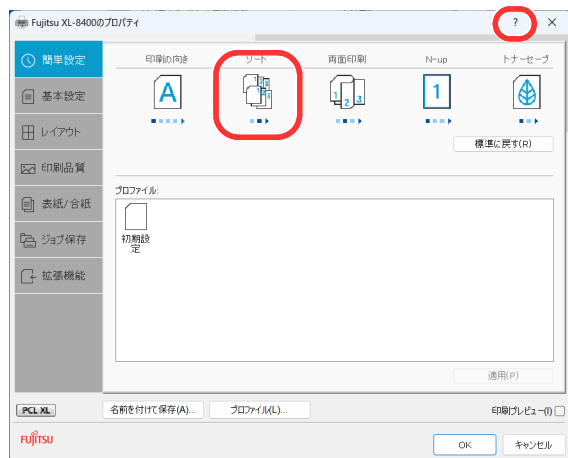 Fujitsu XL-8400のプロパティ
?
×
簡単設定
基本設定
レイアウト
印刷品質
表紙/合紙
ジョブ保存
拡張機能
印刷の向き
ソート
両面印刷
N-up
トナーセーブ
A
1
2
3
1
標準に戻す(R)
プロファイル:
初期設
定
適用(P)
PCL XL
名前を付けて保存(A)...
プロファイル(L)...
印刷プレビュー(I)
FUJITSU
OK
キャンセル